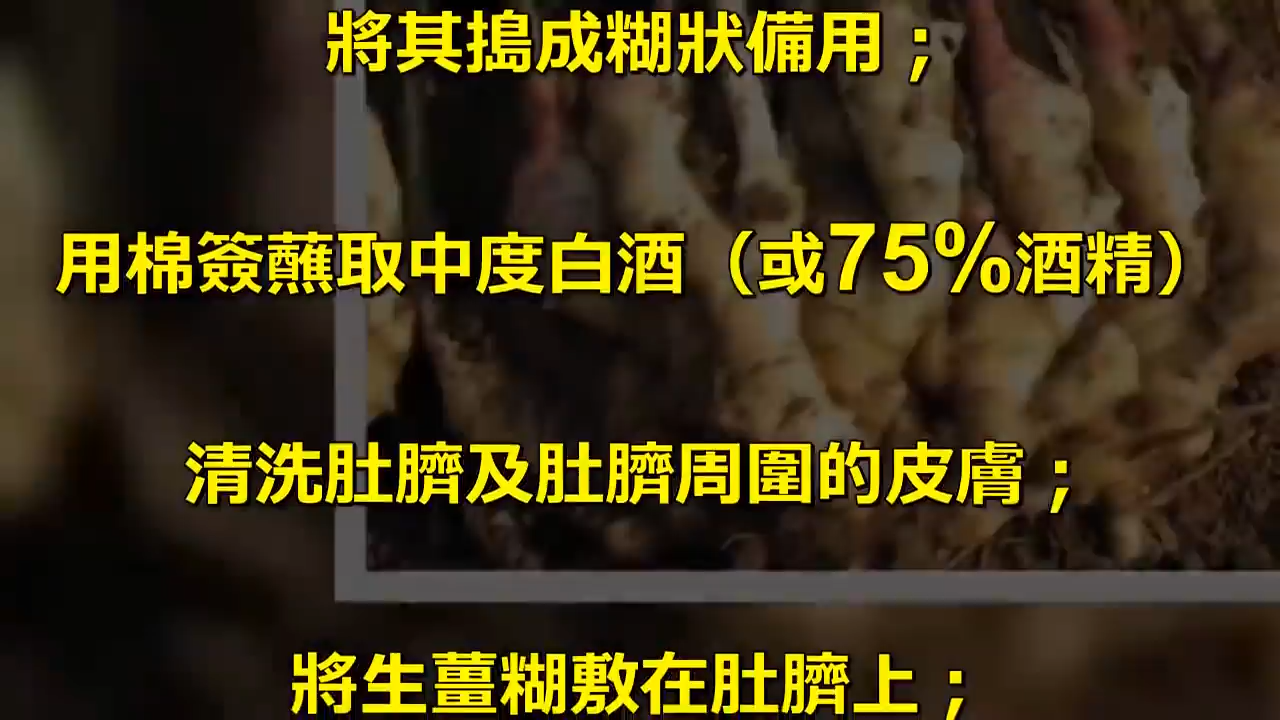 將其搗成糊狀備用；
用棉簽蘸取中度白酒（或75%酒精）
清洗肚臍及肚臍周圍的皮膚；
將生薑糊敷在肚臍上；